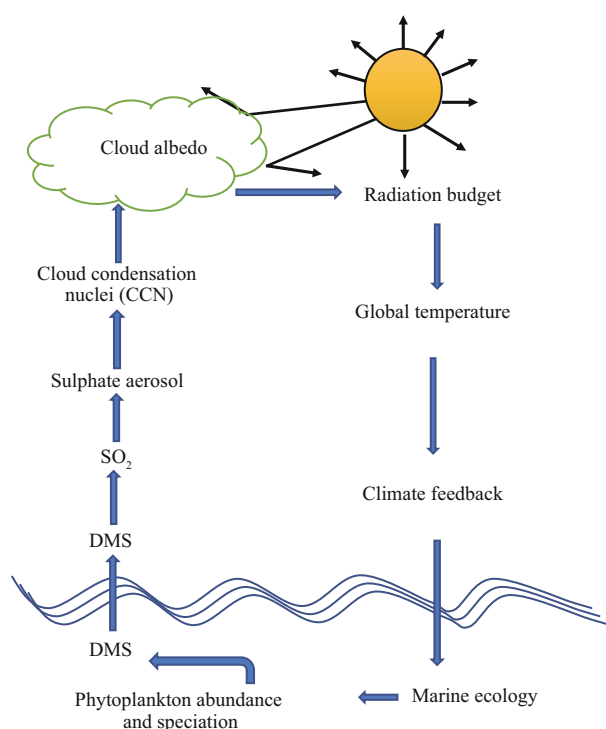 Cloud albedo
Radiation budget
Cloud condensation
nuclei (CCN)
Global temperature
Sulphate aerosol
SO₂
Climate feedback
DMS
DMS
Phytoplankton abundance
and speciation
Marine ecology